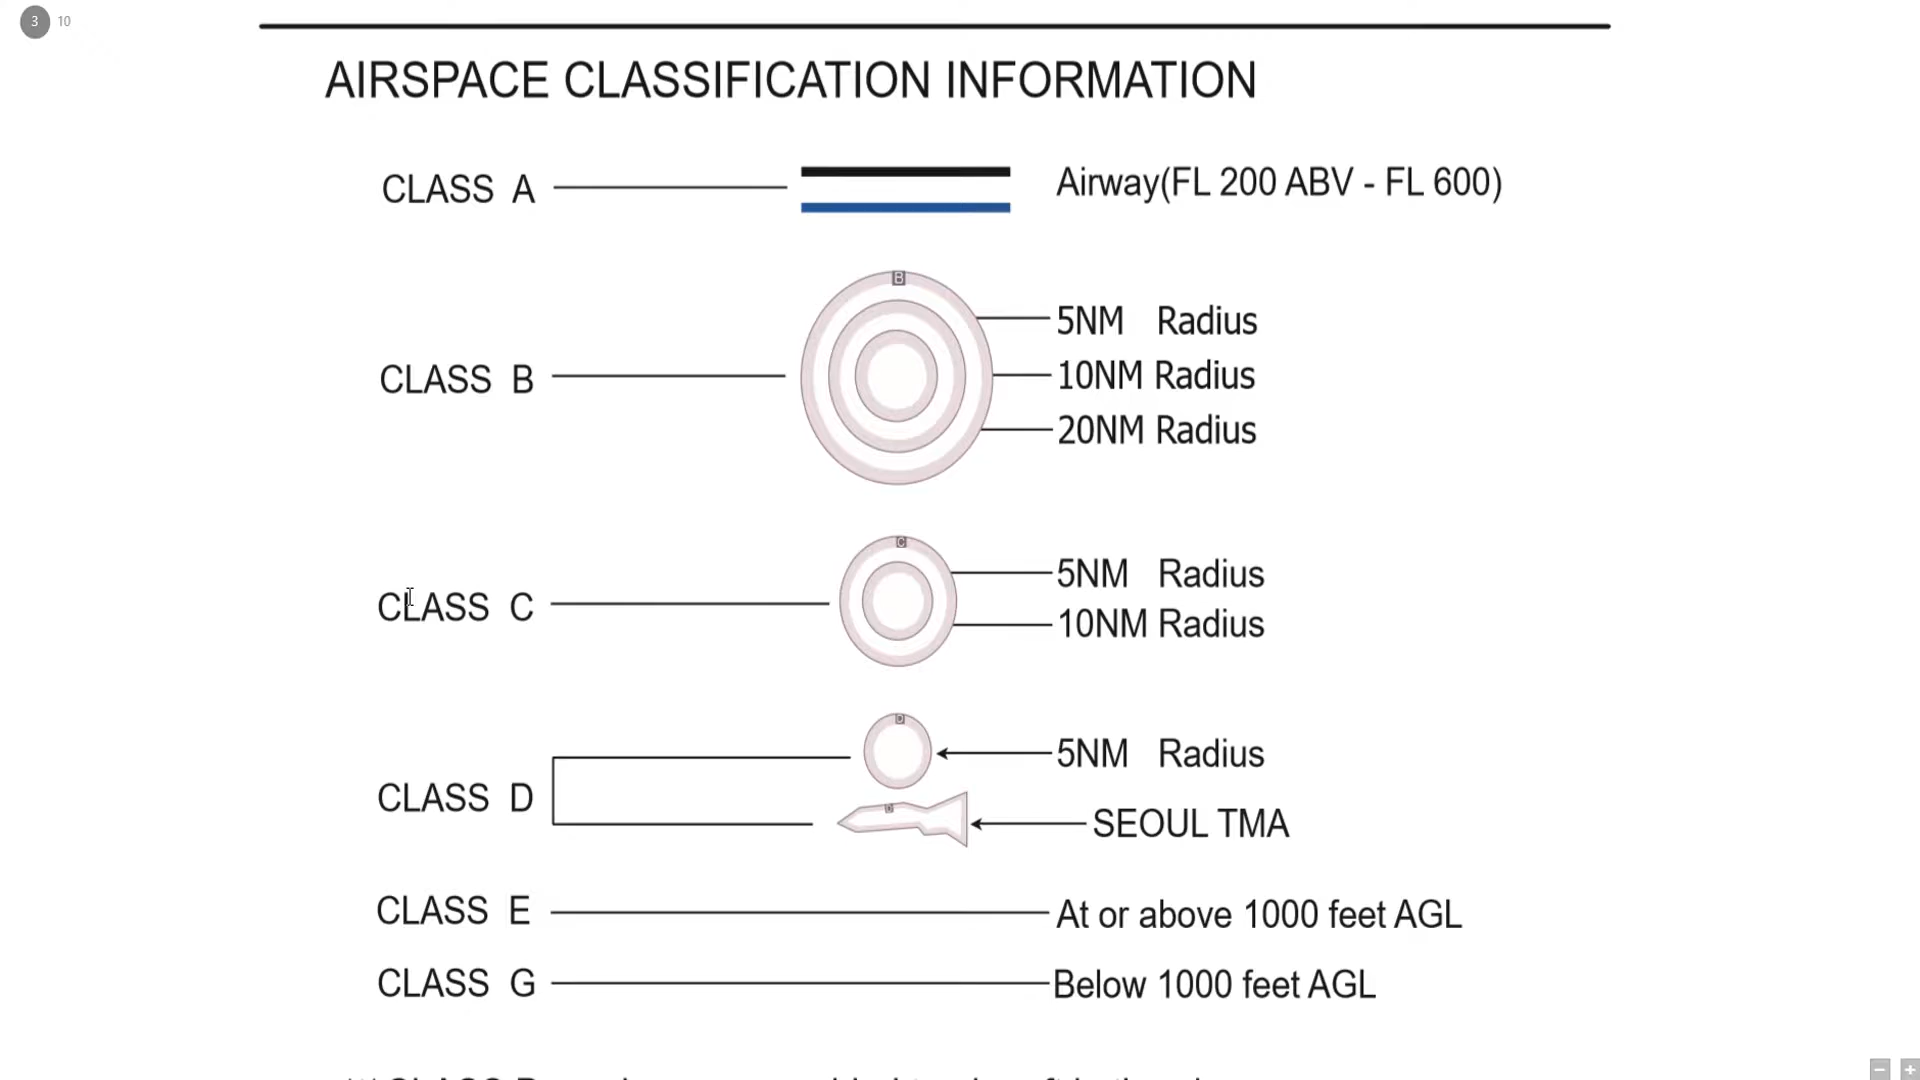 3 10
AIRSPACE CLASSIFICATION INFORMATION
CLASS A Airway(FL 200 ABV - FL 600)
B
5NM Radius
CLASS B 10NM Radius
20NM Radius
C
5NM Radius
CLASS C
10NM Radius
D
5NM Radius
CLASS D
SEOUL TMA
CLASS E At or above 1000 feet AGL
CLASS G Below 1000 feet AGL